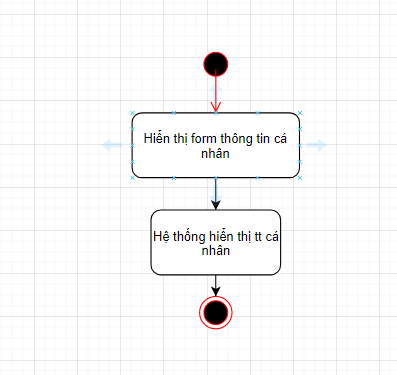 Hiển thị form thông tin cá
nhân
Hệ thống hiển thị tt cá
nhân